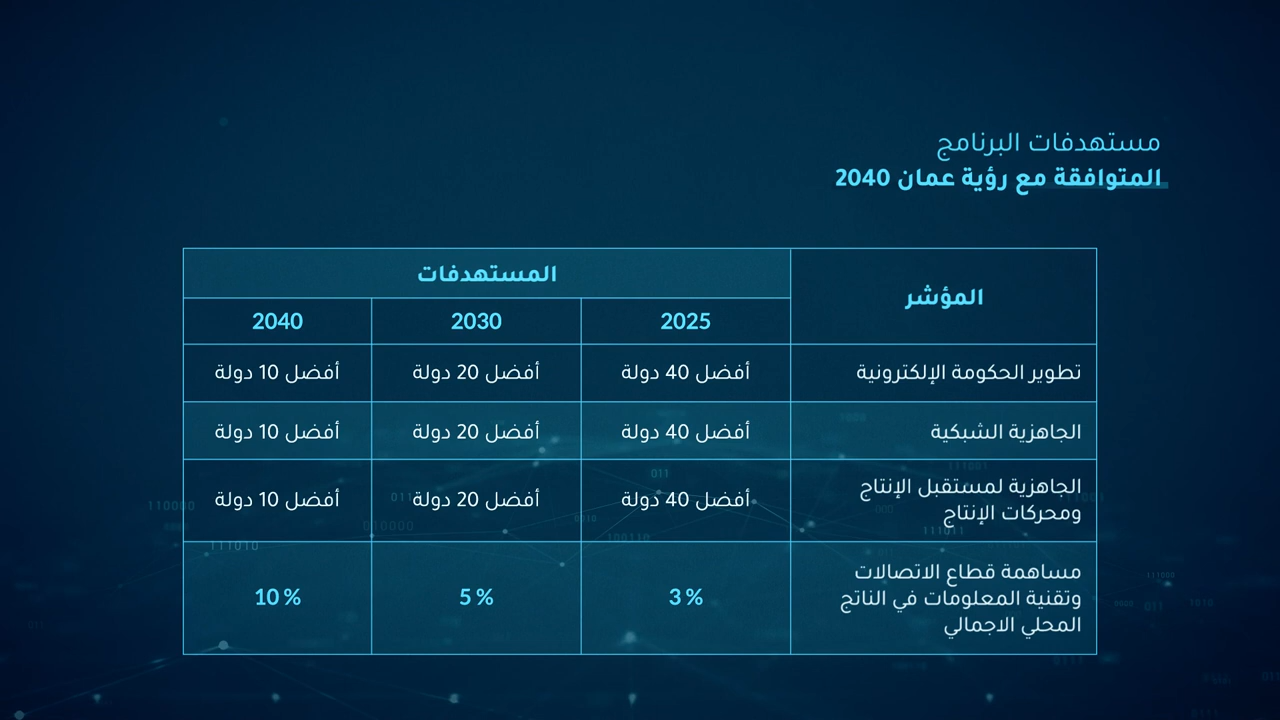 مستهدفات البرنامج
المتوافقة مع رؤية عمان 2040
المؤشر
المستهدفات
2025
2030
2040
تطوير الحكومة الإلكترونية
أفضل 40 دولة
أفضل 20 دولة
أفضل 10 دولة
الجاهزية الشبكية
أفضل 40 دولة
أفضل 20 دولة
أفضل 10 دولة
الجاهزية لمستقبل الإنتاج
ومحركات الإنتاج
أفضل 40 دولة
أفضل 20 دولة
أفضل 10 دولة
مساهمة قطاع الاتصالات
وتقنية المعلومات في الناتج
المحلي الاجمالي
3 %
5 %
10 %